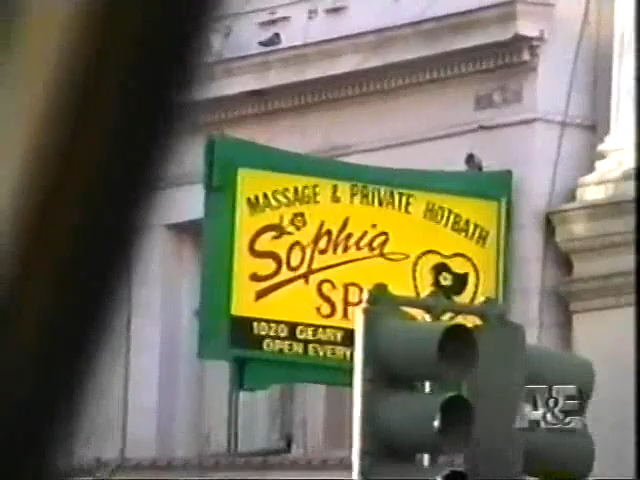 MASSAGE & PRIVATE HOTBATH
Sophia
SP
1020 GEARY
OPEN EVERY
A&E